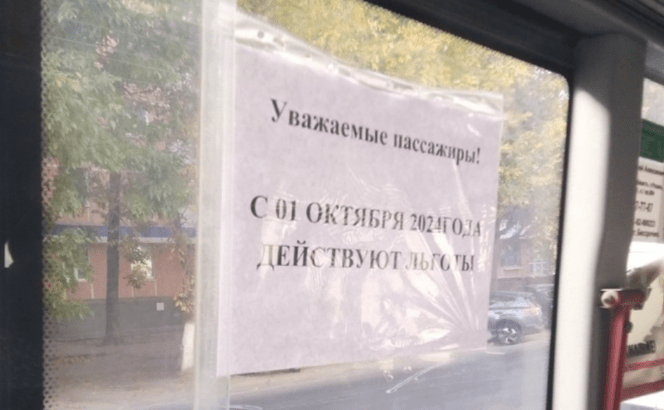 Уважаемые пассажиры!
С 01 ОКТЯБРЯ 2024ГОДА
ДЕЙСТВУЮТ ЛЬГОТЫ